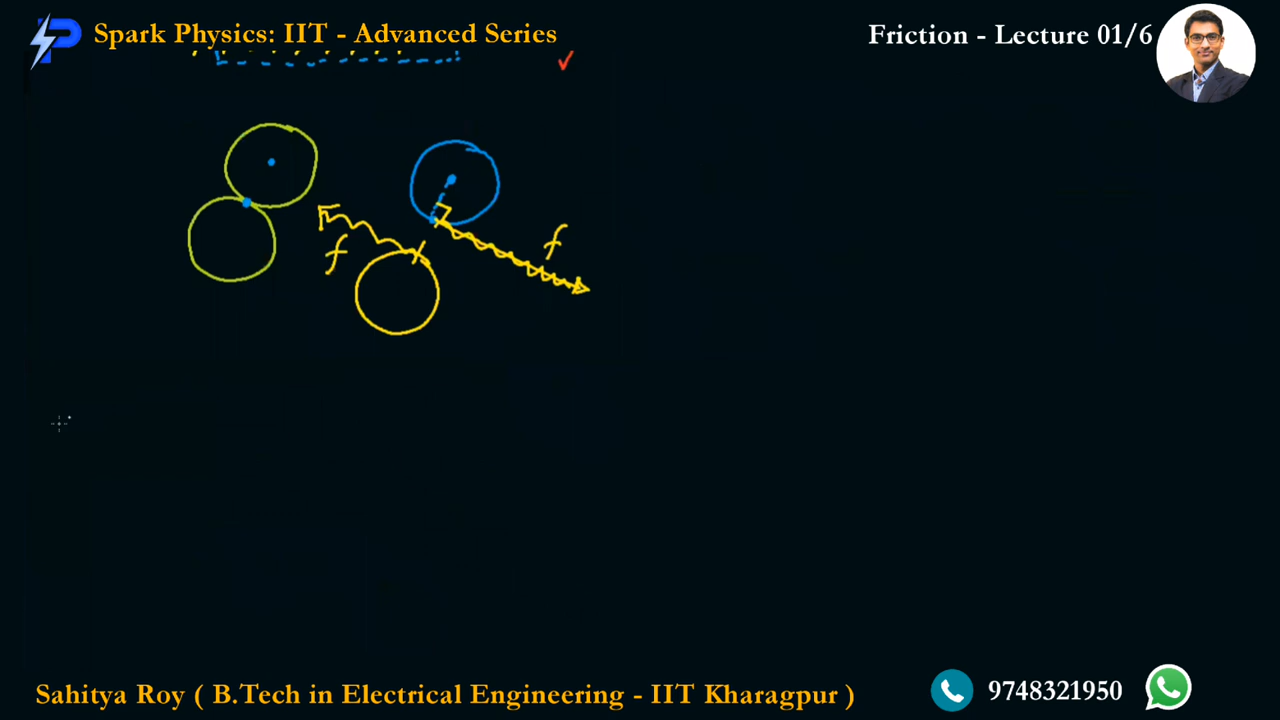 Spark Physics: IIT - Advanced Series
Friction - Lecture 01/6
f
f
Sahitya Roy ( B.Tech in Electrical Engineering - IIT Kharagpur )
9748321950